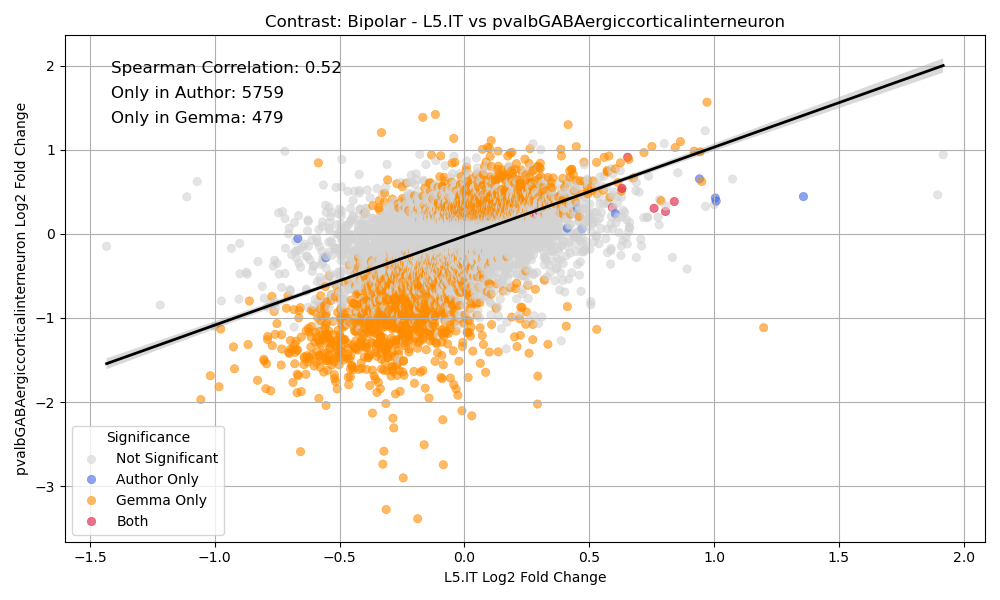 Contrast: Bipolar - L5.IT vs pvalbGABAergiccorticalinterneuron
Spearman Correlation: 0.52
Only in Author: 5759
Only in Gemma: 479
pvalbGABAergiccorticalinterneuron Log2 Fold Change
2
1
0
−1
−2
−3
Significance
Not Significant
Author Only
Gemma Only
Both
−1.5
−1.0
−0.5
0.0
0.5
1.0
1.5
2.0
L5.IT Log2 Fold Change